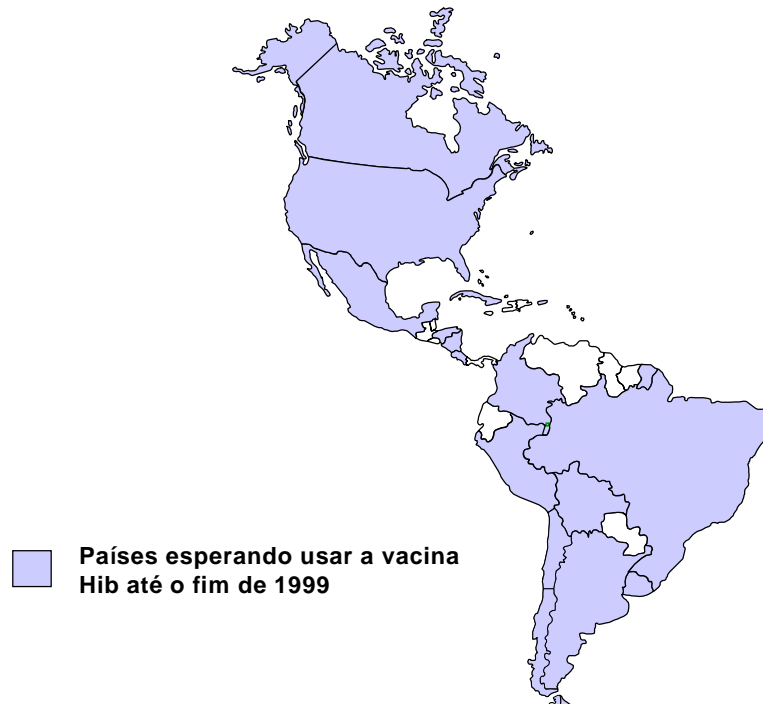 Países esperando usar a vacina
Hib até o fim de 1999